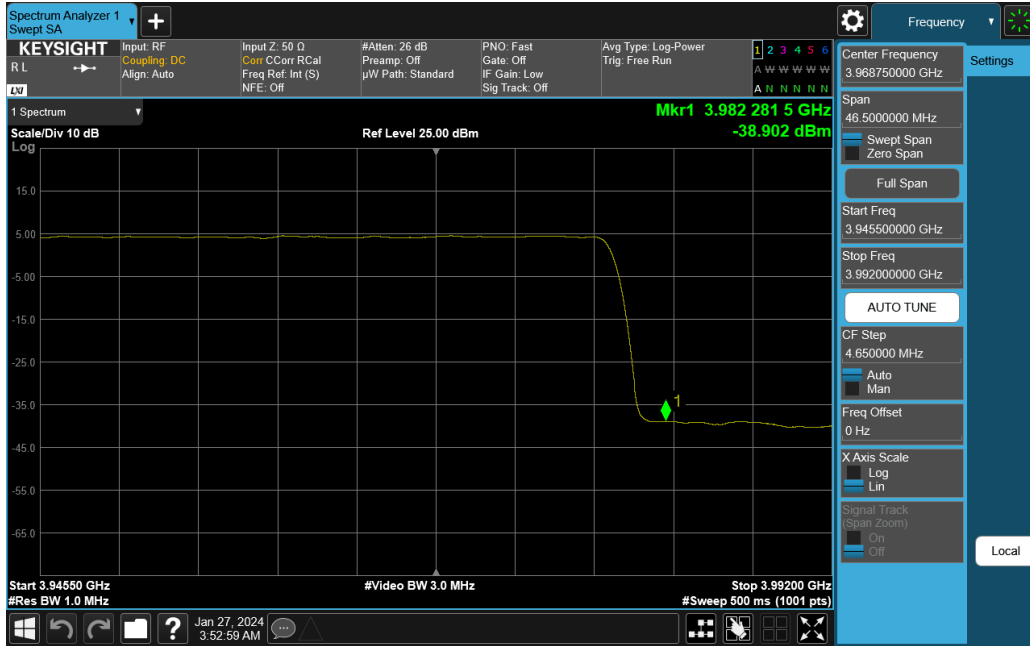 Spectrum Analyzer 1
Swept SA
Frequency
KEYSIGHT
R L
LXI
Input: RF
Coupling: DC
Align: Auto
Input Z: 50 Ω
Corr CCorr RCal
Freq Ref: Int (S)
NFE: Off
#Atten: 26 dB
Preamp: Off
µW Path: Standard
PNO: Fast
Gate: Off
IF Gain: Low
Sig Track: Off
Avg Type: Log-Power
Trig: Free Run
1 2 3 4 5 6
A W W W W W
A N N N N N
1 Spectrum
Scale/Div 10 dB
Log
Ref Level 25.00 dBm
Mkr1 3.982 281 5 GHz
-38.902 dBm
15.0
5.00
-5.00
-15.0
-25.0
-35.0
-45.0
-55.0
-65.0
1
Start 3.94550 GHz
#Res BW 1.0 MHz
#Video BW 3.0 MHz
Stop 3.99200 GHz
#Sweep 500 ms (1001 pts)
Center Frequency
3.968750000 GHz
Settings
Span
46.5000000 MHz
Swept Span
Zero Span
Full Span
Start Freq
3.945500000 GHz
Stop Freq
3.992000000 GHz
AUTO TUNE
CF Step
4.650000 MHz
Auto
Man
Freq Offset
0 Hz
X Axis Scale
Log
Lin
Signal Track
(Span Zoom)
On
Off
Local
?
Jan 27, 2024
3:52:59 AM